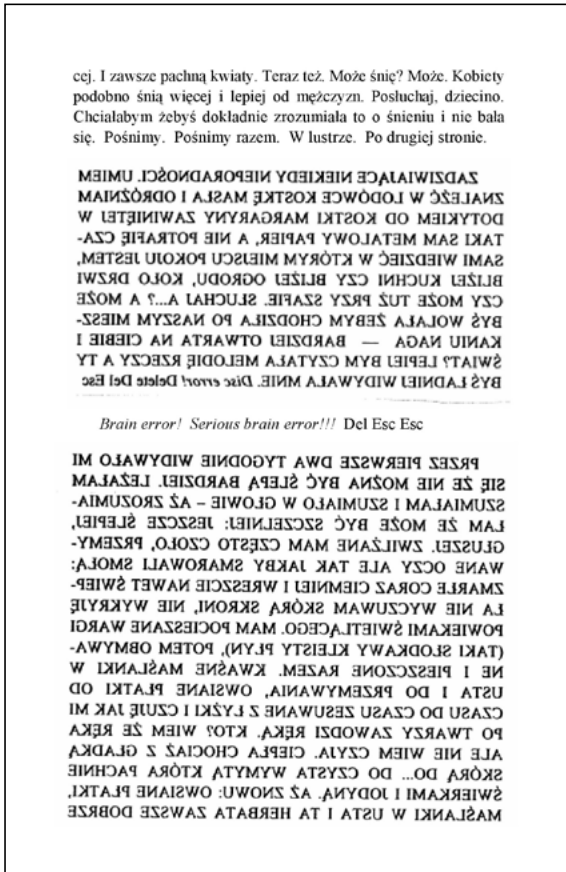 cej. I zawsze pachną kwiaty. Teraz też. Może śnię? Może. Kobiety
podobno śnią więcej i lepiej od mężczyzn. Posłuchaj, dziecino.
Chciałabym żebyś dokładnie zrozumiała to o śnieniu i nie bała
się. Pośnimy. Pośnimy razem. W lustrze. Po drugiej stronie.
ZADZIWIAJĄCE NIEKIEDY NIEPORADNOŚCI. UMIEM
ZNALEŹĆ W LODÓWCE KOSTKĘ MASŁA I ODRÓŻNIAM
DOTYKIEM OD KOSTKI MARGARYNY ZAWINIĘTEJ W
TAKI SAM METALOWY PAPIER, A NIE POTRAFIĘ CZA-
SAMI WIEDZIEĆ W KTÓRYM MIEJSCU POKOJU JESTEM,
BLIŻEJ KUCHNI CZY BLIŻEJ OGRODU, KOŁO DRZWI
CZY MOŻE TUŻ PRZY SZAFIE. SŁUCHAJ A...? A MOŻE
BYŚ WOLAŁA ŻEBYM CHODZIŁA PO NASZYM MIESZ-
KANIU NAGA — BARDZIEJ OTWARTA NA CIEBIE I
ŚWIAT? LEPIEJ BYM CZYTAŁA MELODIĘ RZECZY A TY
BYŚ ŁADNIEJ WIDYWAŁA MNIE. Disc error! Delete Del Esc
Brain error! Serious brain error!!! Del Esc Esc
PRZEZ PIERWSZE DWA TYGODNIE WIDYWAŁO MI
SIĘ ŻE NIE MOŻNA BYĆ ŚLEPĄ BARDZIEJ. LEŻAŁAM
SZUMIAŁAM I SZUMIAŁO W GŁOWIE – AŻ ZROZUMIA-
ŁAM ŻE MOŻE BYĆ SZCZELNIEJ: JESZCZE ŚLEPIEJ,
GŁUSZEJ. ZWILŻANE MAM CZĘSTO CZOŁO, PRZEMY-
WANE OCZY ALE TAK JAKBY SMAROWALI SMOŁĄ:
ZMARŁE CORAZ CIEMNIEJ I WRESZCIE NAWET ŚWIEP-
ŁA NIE WYCZUWAM SKÓRĄ SKRONI, NIE WYKRYJĘ
POWIEKAMI ŚWIETLĄCEGO. MAM POCIESZANE WARGI
(TAKI SŁODKAWY KLEISTY PŁYN), POTEM OBMYWA-
NE I PIESZCZONE RAZEM. KWAŚNE MAŚLANKI W
USTA I DO PRZEMYWANIA, OWSIANE PŁATKI OD
CZASU DO CZASU ZESUWANE Z ŁYŻKI I CZUJĘ JAK MI
PO TWARZY ZAWODZI RĘKĄ. KTO? WIEM ŻE RĘKA
ALE NIE WIEM CZYJA. CIEPŁA CHOCIAŻ Z GŁADKĄ
SKÓRĄ DO... DO CZYSTA WYMYTĄ KTÓRA PACHNIE
ŚWIERKAMI I JODYNĄ. AŻ ZNOWU: OWSIANE PŁATKI,
MAŚLANKI W USTA I TA HERBATA ZAWSZE DOBRZE